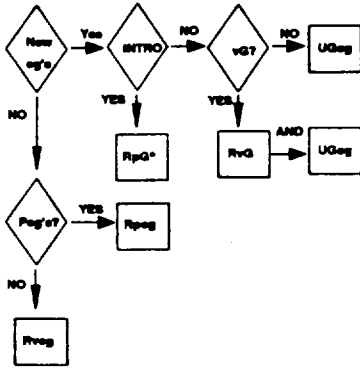 New
eg's
Yes
INTRO
NO
vG?
NO
UGeg
NO
YES
YES
RpG*
RvG
AND
UGeg
Peg's?
YES
Rpeg
NO
Rveg